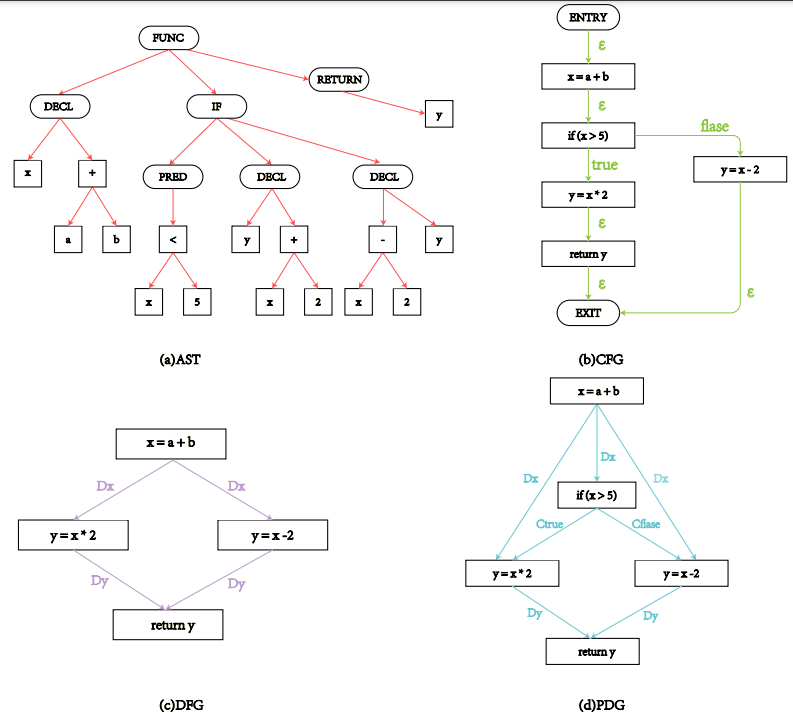 FUNC
RETURN
DECL
IF
y
x
+
PRED
DECL
DECL
a
b
<
y
+
-
y
x
5
x
2
x
2
(a)AST
ENTRY
ε
x = a + b
ε
if (x > 5)
flase
true
y = x - 2
y = x * 2
ε
return y
ε
ε
EXIT
(b)CFG
x = a + b
Dx
Dx
y = x * 2
y = x -2
Dy
Dy
return y
(c)DFG
x = a + b
Dx
Dx
Dx
if (x > 5)
Ctrue
Cflase
y = x * 2
y = x -2
Dy
Dy
return y
(d)PDG